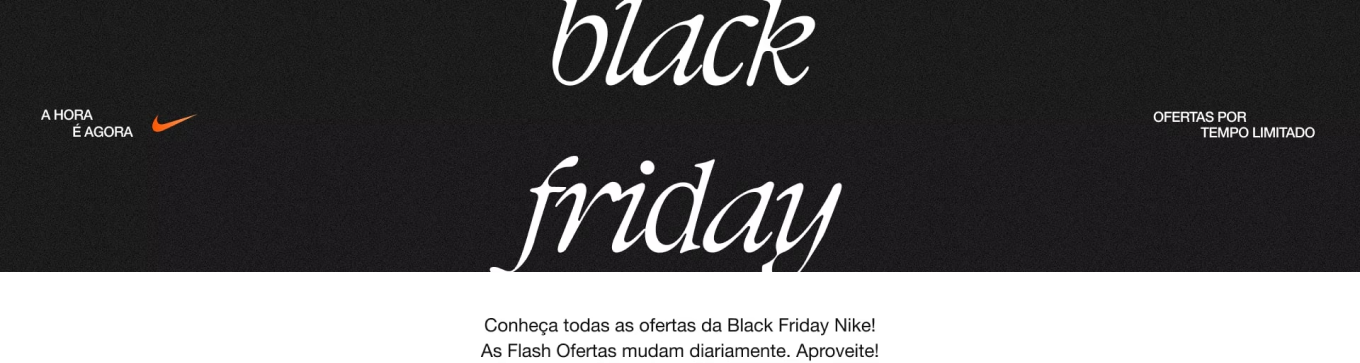 black
A HORA
É AGORA
OFERTAS POR
TEMPO LIMITADO
friday
Conheça todas as ofertas da Black Friday Nike!
As Flash Ofertas mudam diariamente. Aproveite!